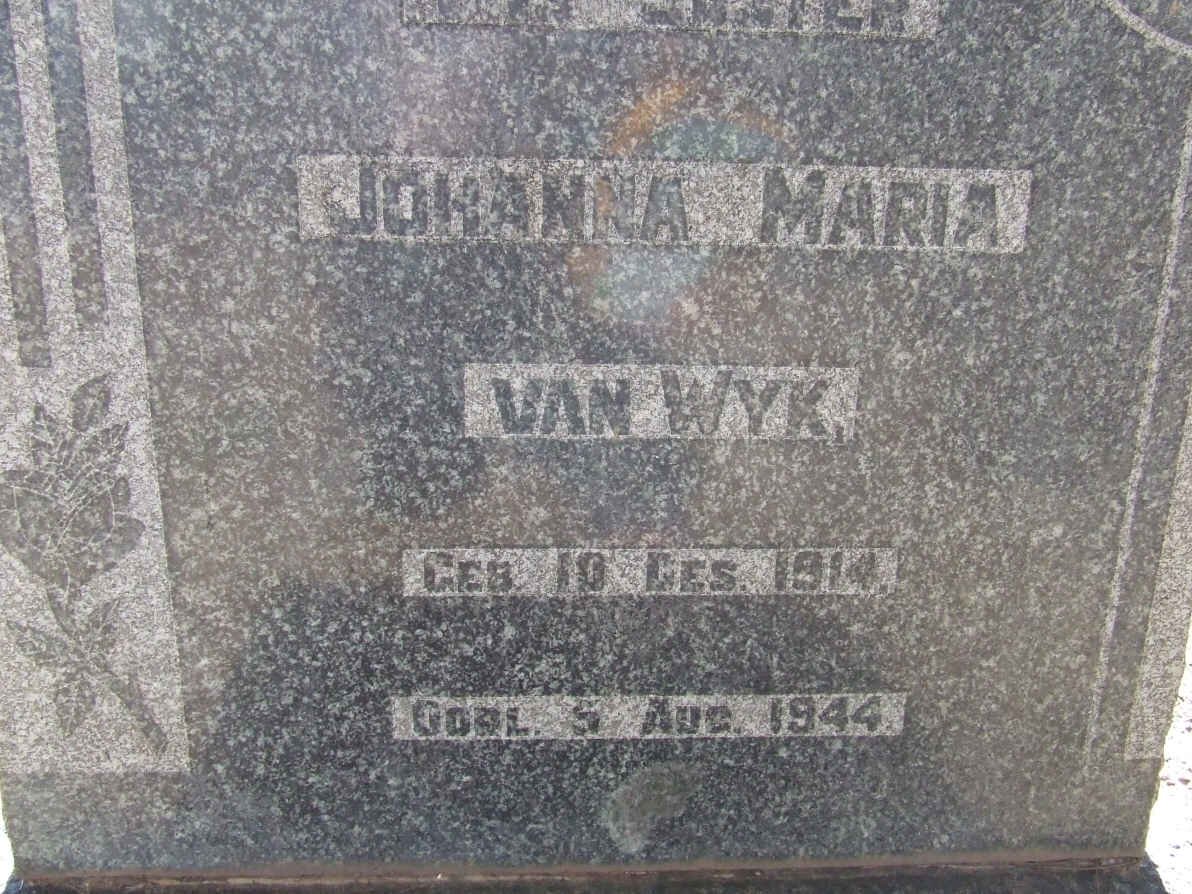 JOHANNA MARIA
VAN WYK,
GEB. 10 DES. 1914.
OORL. 5 AUG. 1944.